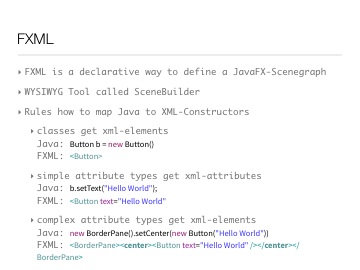 FXML
‣ FXML is a declarative way to define a JavaFX-Scenegraph
‣ WYSIWYG Tool called SceneBuilder
‣ Rules how to map Java to XML-Constructors
‣ classes get xml-elements
Java: Button b = new Button()
FXML: <Button>
‣ simple attribute types get xml-attributes
Java: b.setText("Hello World");
FXML: <Button text="Hello World"
‣ complex attribute types get xml-elements
Java: new BorderPane().setCenter(new Button("Hello World"))
FXML: <BorderPane><center><Button text="Hello World" /></center></
BorderPane>